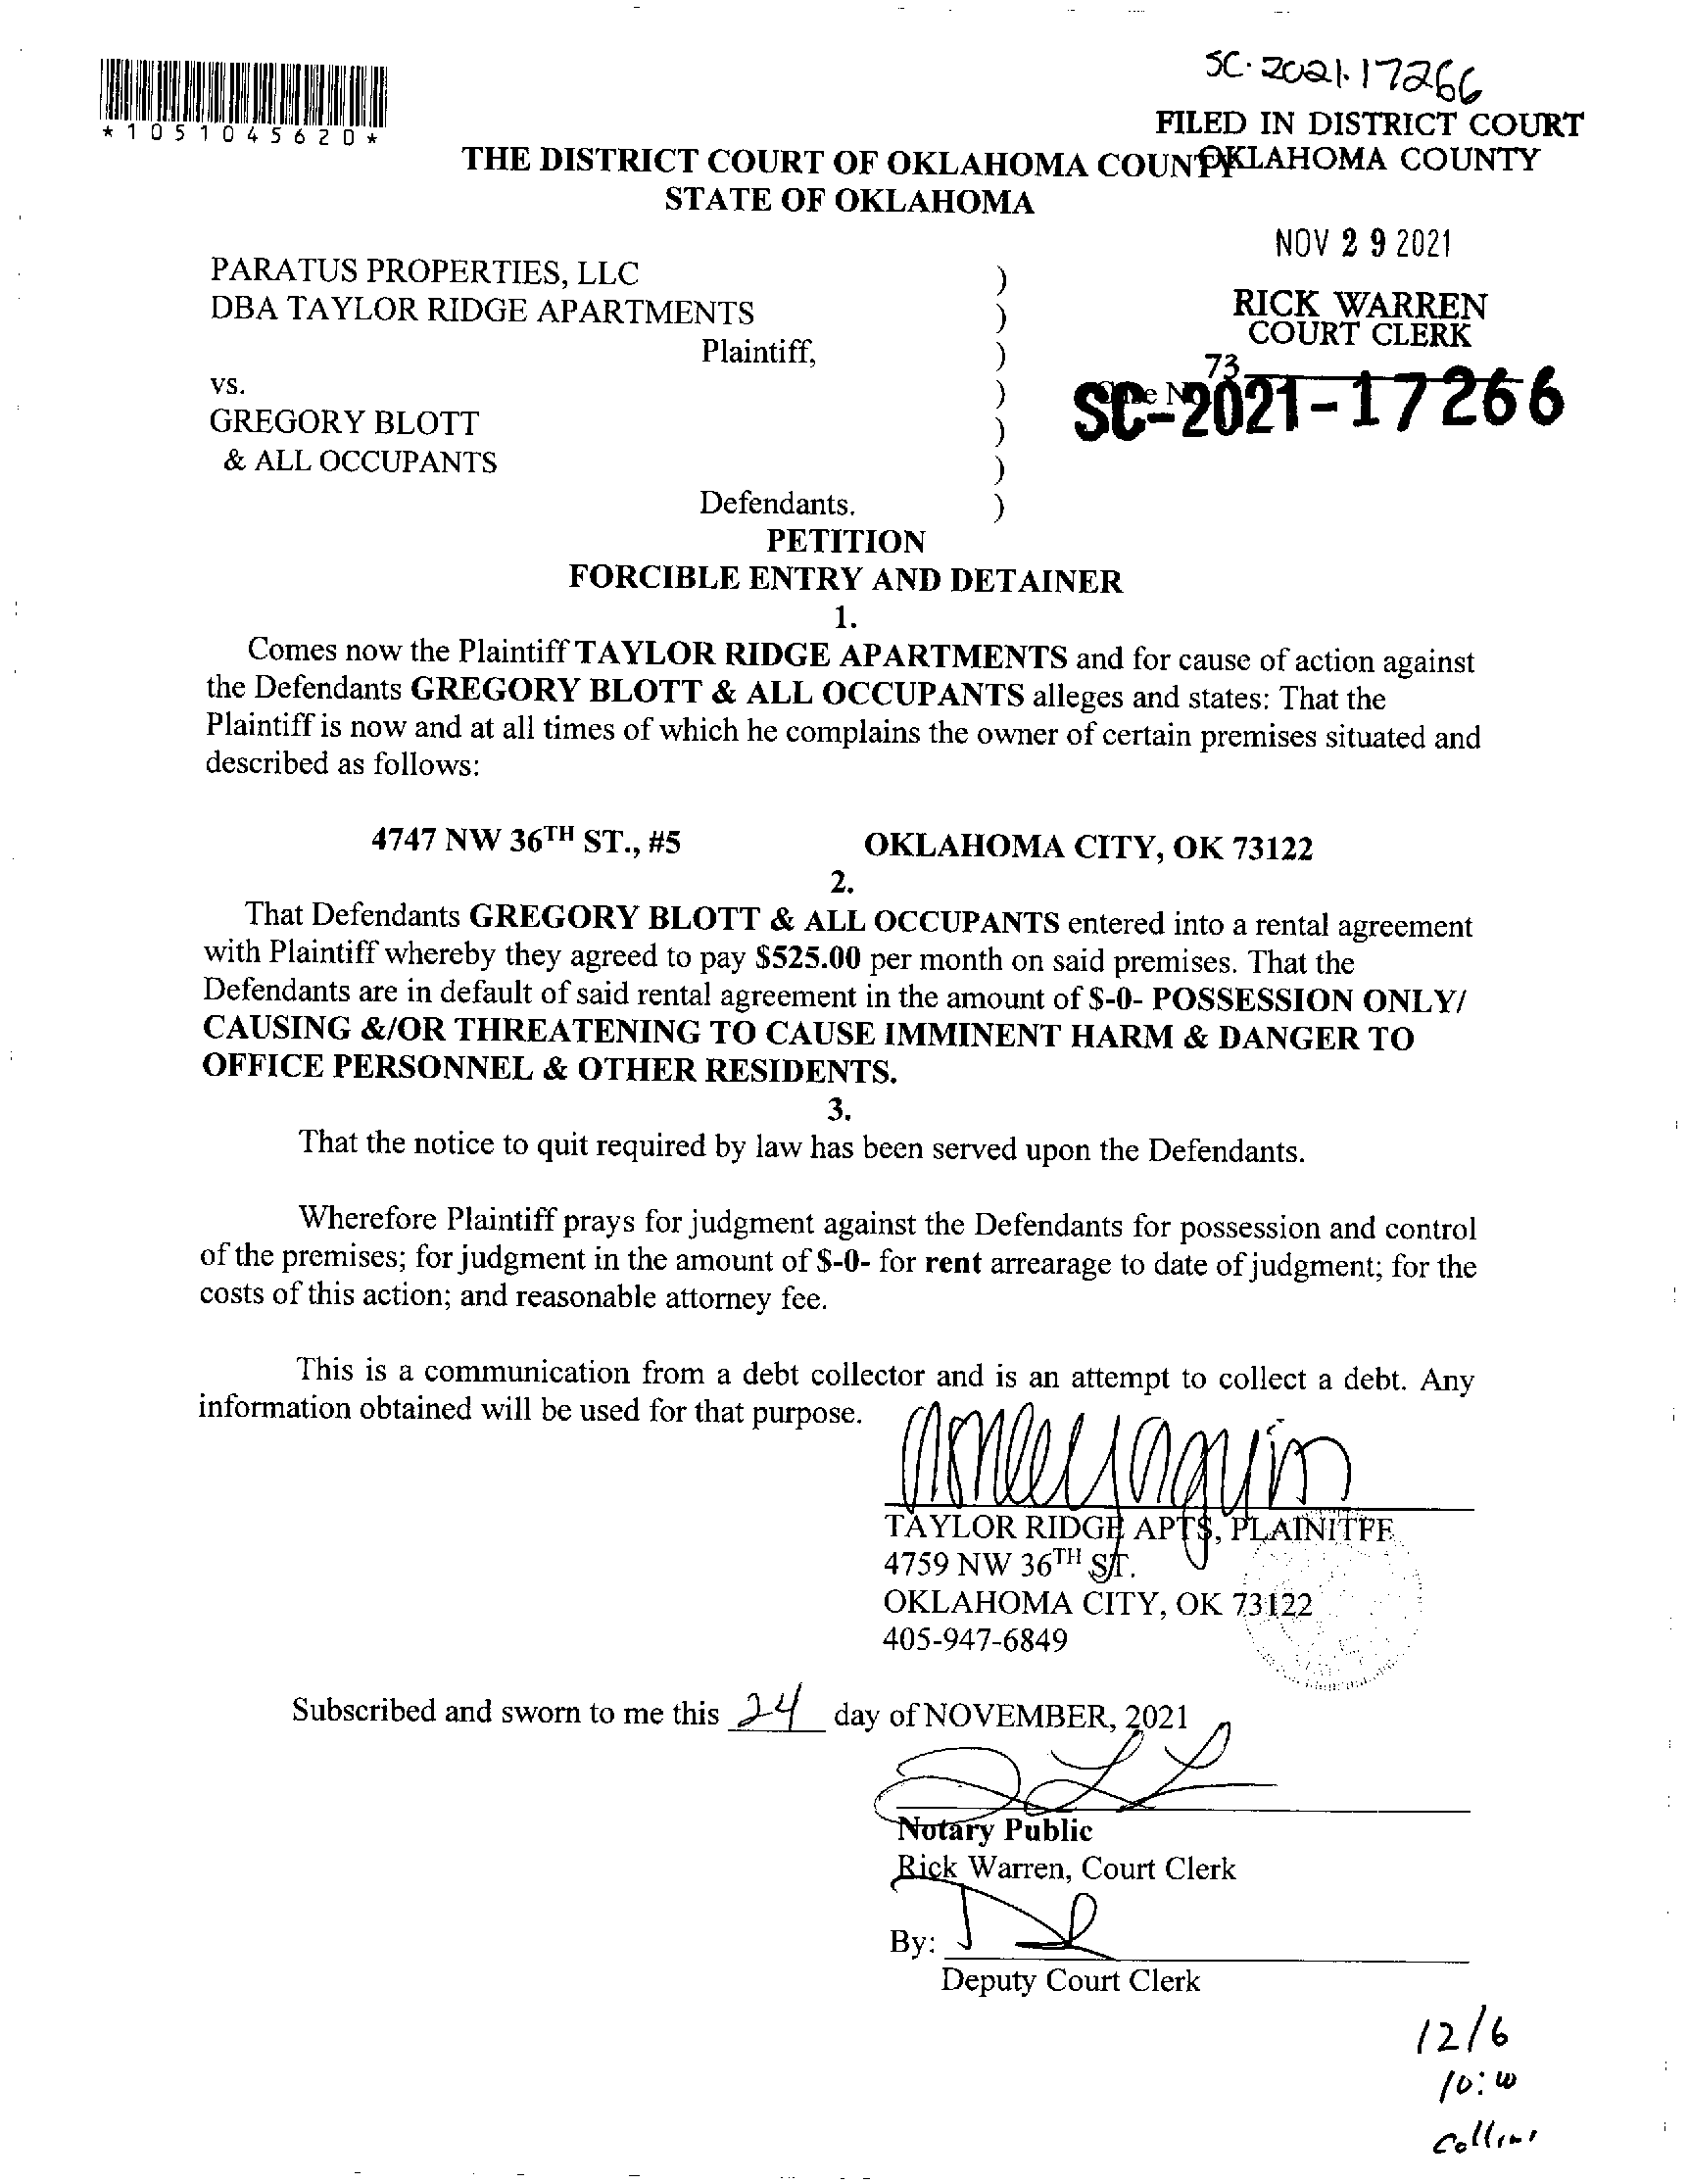 SC-2021-17266
*1051045620*
FILED IN DISTRICT COURT
OKLAHOMA COUNTY
THE DISTRICT COURT OF OKLAHOMA COUNTY
STATE OF OKLAHOMA
NOV 29 2021
RICK WARREN
COURT CLERK
73
PARATUS PROPERTIES, LLC )
DBA TAYLOR RIDGE APARTMENTS )
Plaintiff, )
vs. ) Case No
SC-2021-17266
GREGORY BLOTT )
& ALL OCCUPANTS )
Defendants. )
PETITION
FORCIBLE ENTRY AND DETAINER
1.
Comes now the Plaintiff TAYLOR RIDGE APARTMENTS and for cause of action against
the Defendants GREGORY BLOTT & ALL OCCUPANTS alleges and states: That the
Plaintiff is now and at all times of which he complains the owner of certain premises situated and
described as follows:
4747 NW 36TH ST., #5 OKLAHOMA CITY, OK 73122
2.
That Defendants GREGORY BLOTT & ALL OCCUPANTS entered into a rental agreement
with Plaintiff whereby they agreed to pay $525.00 per month on said premises. That the
Defendants are in default of said rental agreement in the amount of $-0- POSSESSION ONLY/
CAUSING &/OR THREATENING TO CAUSE IMMINENT HARM & DANGER TO
OFFICE PERSONNEL & OTHER RESIDENTS.
3.
That the notice to quit required by law has been served upon the Defendants.
Wherefore Plaintiff prays for judgment against the Defendants for possession and control
of the premises; for judgment in the amount of $-0- for rent arrearage to date of judgment; for the
costs of this action; and reasonable attorney fee.
This is a communication from a debt collector and is an attempt to collect a debt. Any
information obtained will be used for that purpose.
TAYLOR RIDGE APTS, PLAINITFF
4759 NW 36TH ST.
OKLAHOMA CITY, OK 73122
405-947-6849
Subscribed and sworn to me this 24 day of NOVEMBER, 2021
Notary Public
Rick Warren, Court Clerk
By:
Deputy Court Clerk
12/6
10:00
Collins